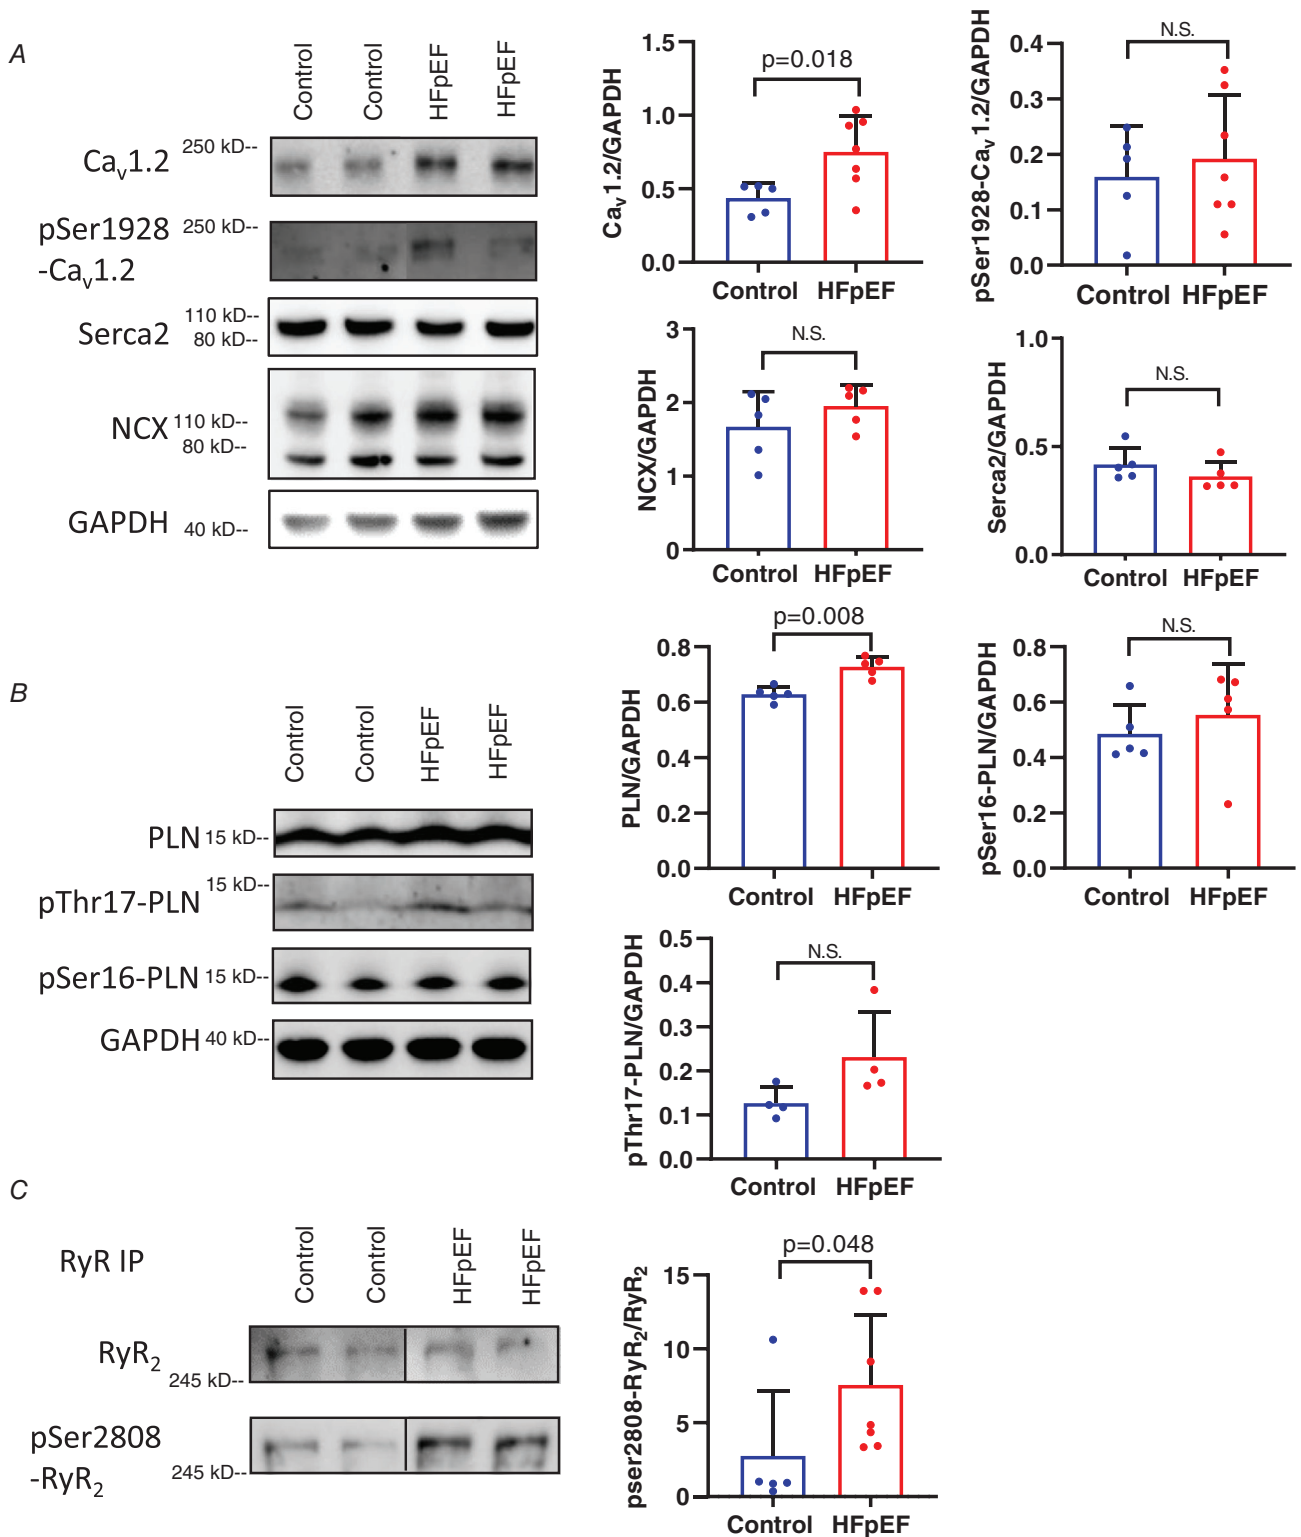 A
Control
Control
HFpEF
HFpEF
Cav1.2
250 kD--
pSer1928
-Cav1.2
250 kD--
Serca2
110 kD--
80 kD--
NCX
110 kD--
80 kD--
GAPDH
40 kD--
Cav1.2/GAPDH
1.5
1.0
0.5
0.0
p=0.018
Control HFpEF
pSer1928-Cav1.2/GAPDH
0.4
0.3
0.2
0.1
0.0
N.S.
Control HFpEF
NCX/GAPDH
3
2
1
0
N.S.
Control HFpEF
Serca2/GAPDH
1.0
0.5
0.0
N.S.
Control HFpEF
B
Control
Control
HFpEF
HFpEF
PLN 15 kD--
pThr17-PLN 15 kD--
pSer16-PLN 15 kD--
GAPDH 40 kD--
PLN/GAPDH
0.8
0.6
0.4
0.2
0.0
p=0.008
Control HFpEF
pSer16-PLN/GAPDH
0.8
0.6
0.4
0.2
0.0
N.S.
Control HFpEF
pThr17-PLN/GAPDH
0.5
0.4
0.3
0.2
0.1
0.0
N.S.
Control HFpEF
C
RyR IP
Control
Control
HFpEF
HFpEF
RyR2
245 kD--
pSer2808
-RyR2
245 kD--
pser2808-RyR2/RyR2
15
10
5
0
p=0.048
Control HFpEF